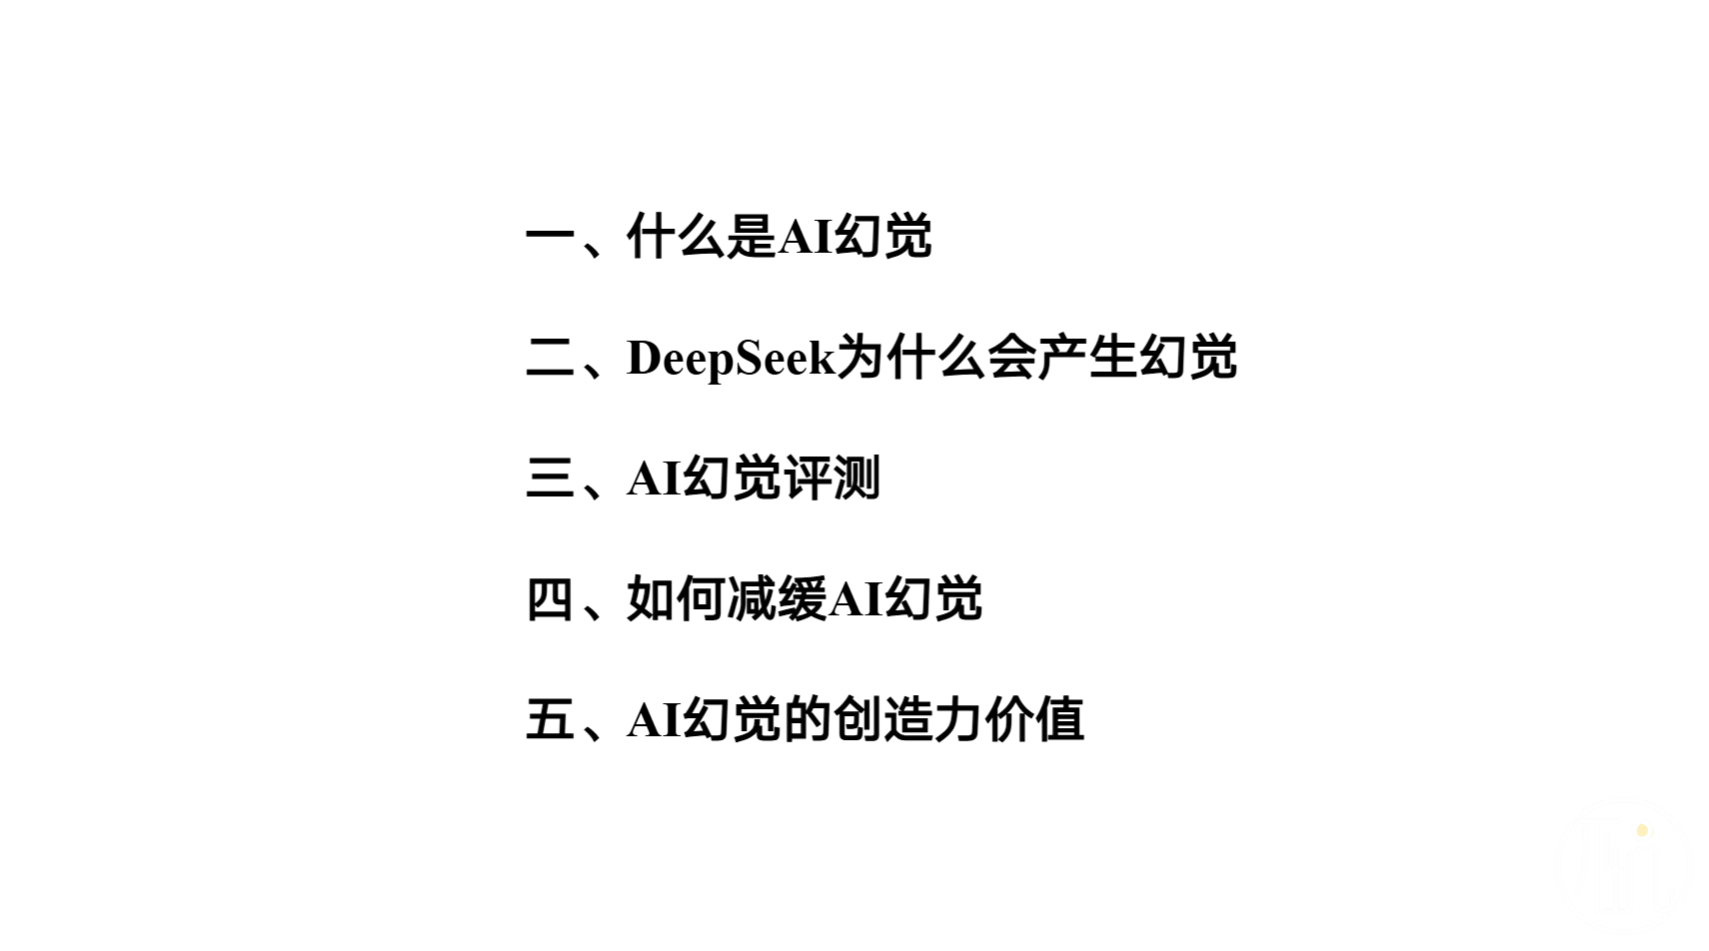 一、什么是AI幻觉
二、DeepSeek为什么会产生幻觉
三、AI幻觉评测
四、如何减缓AI幻觉
五、AI幻觉的创造力价值